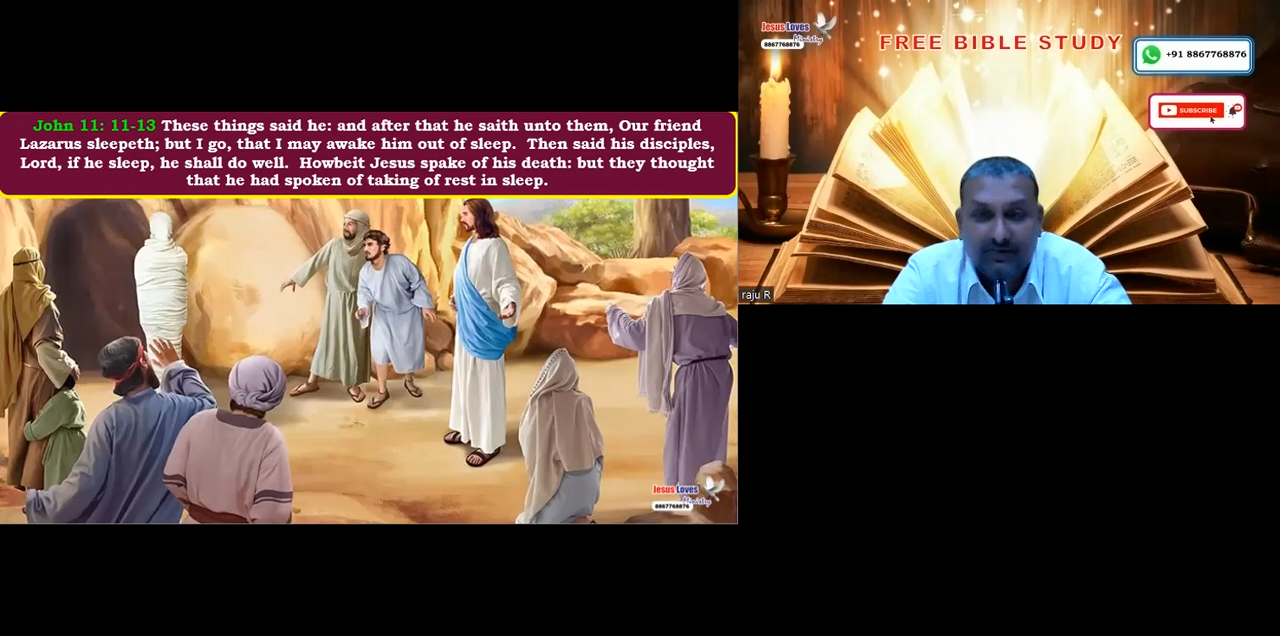 John 11: 11-13 These things said he: and after that he saith unto them, Our friend
Lazarus sleepeth; but I go, that I may awake him out of sleep. Then said his disciples,
Lord, if he sleep, he shall do well. Howbeit Jesus spake of his death: but they thought
that he had spoken of taking of rest in sleep.
Jesus Loves
Ministry
8867768876
Jesus Loves
Ministry
8867768876
FREE BIBLE STUDY
+91 8867768876
SUBSCRIBE
raju R